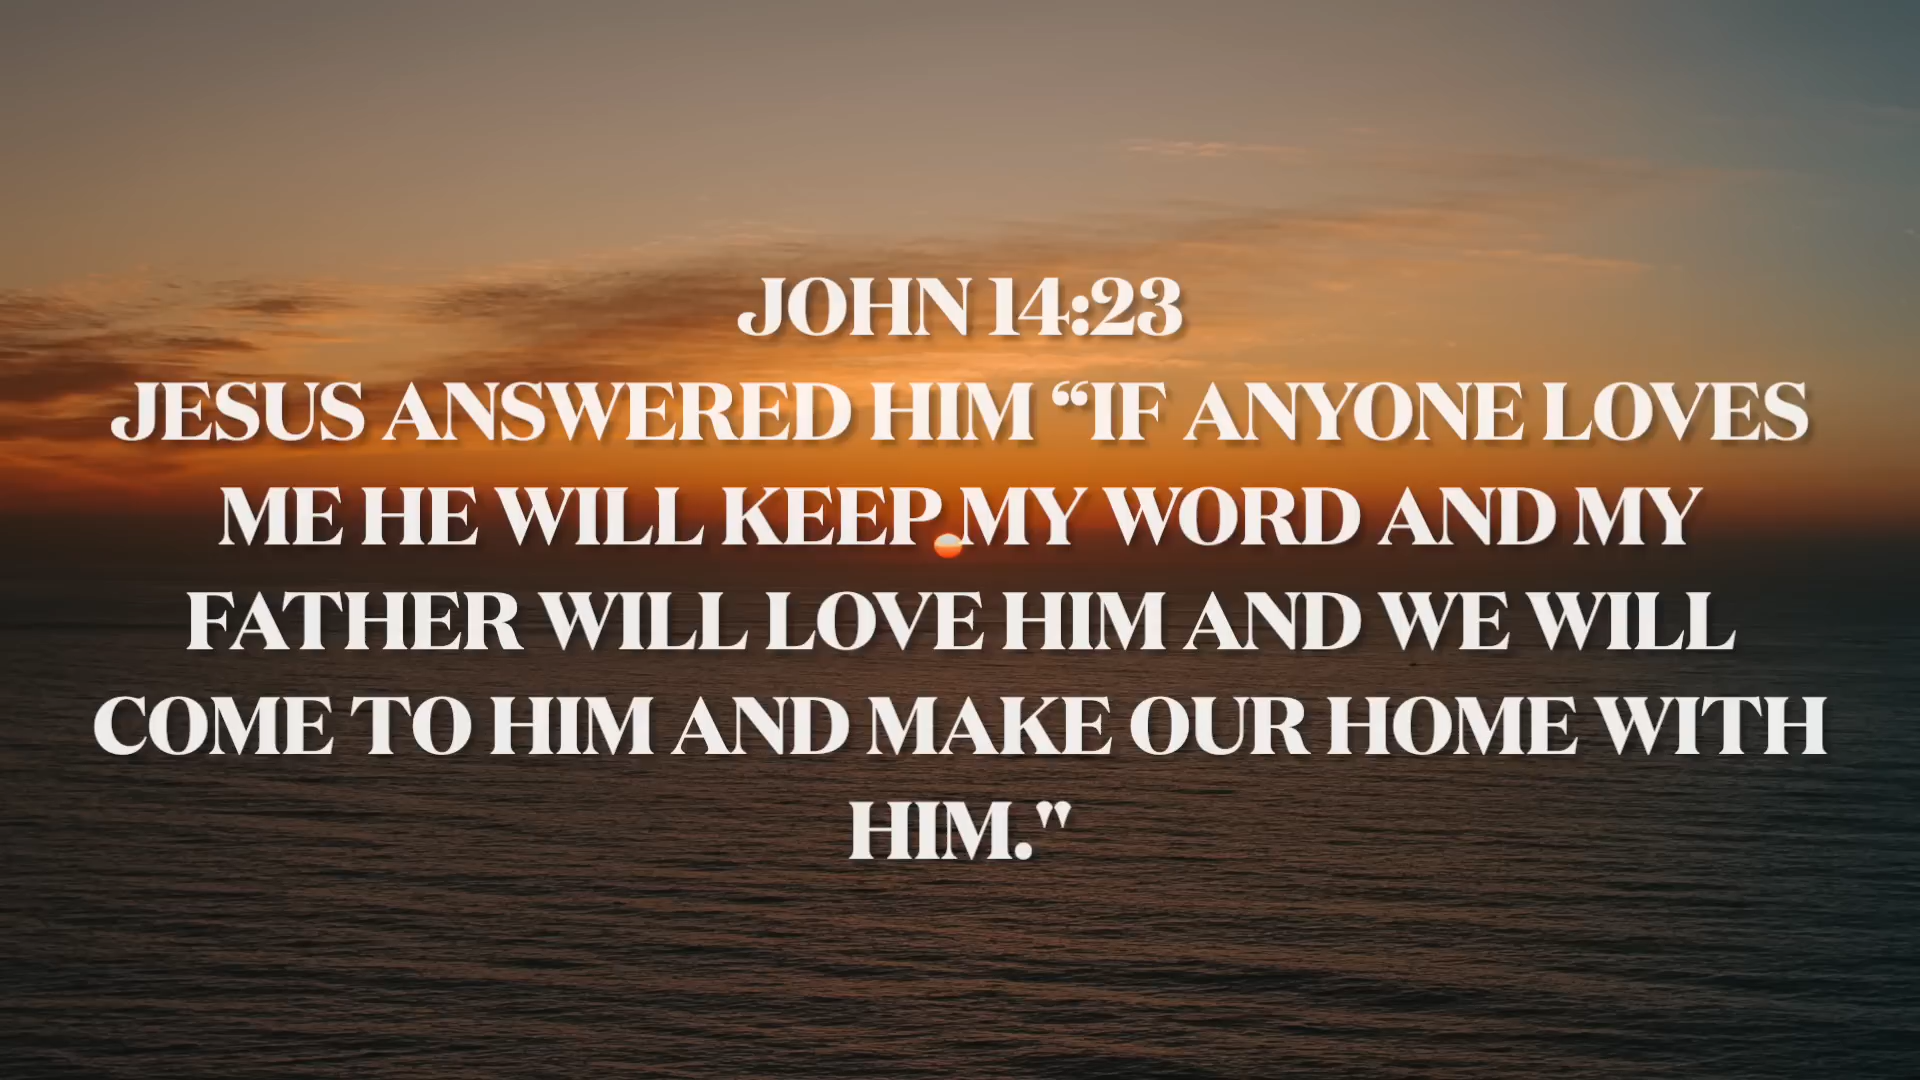 JOHN 14:23
JESUS ANSWERED HIM “IF ANYONE LOVES
ME HE WILL KEEP MY WORD AND MY
FATHER WILL LOVE HIM AND WE WILL
COME TO HIM AND MAKE OUR HOME WITH
HIM."